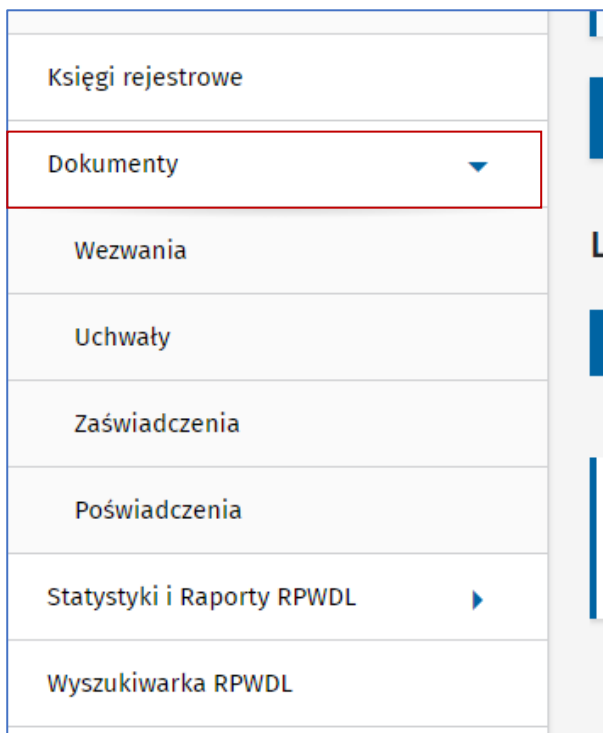 Księgi rejestrowe
Dokumenty
Wezwania
Uchwały
Zaświadczenia
Poświadczenia
Statystyki i Raporty RPWDL
Wyszukiwarka RPWDL